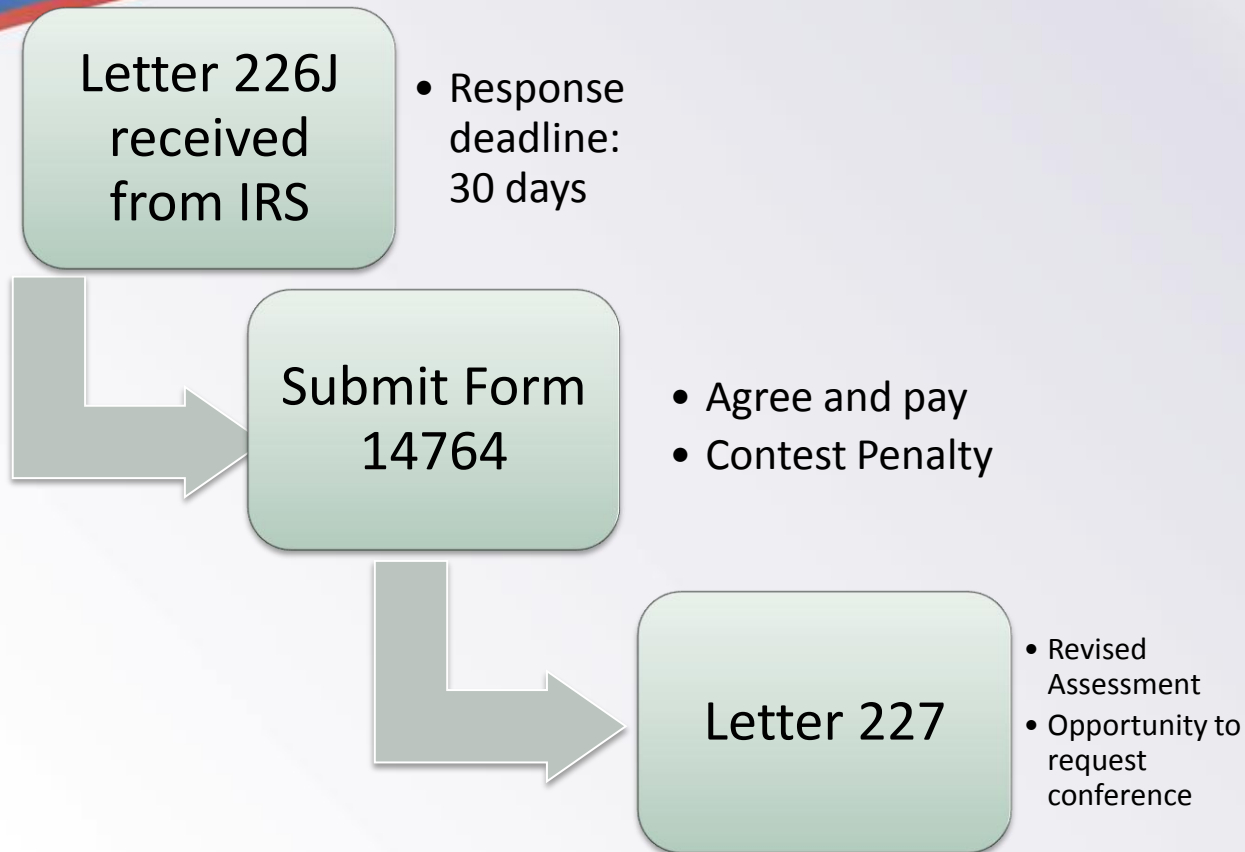 Letter 226J
received
from IRS
• Response
deadline:
30 days
Submit Form
14764
• Agree and pay
• Contest Penalty
Letter 227
• Revised
Assessment
• Opportunity to
request
conference